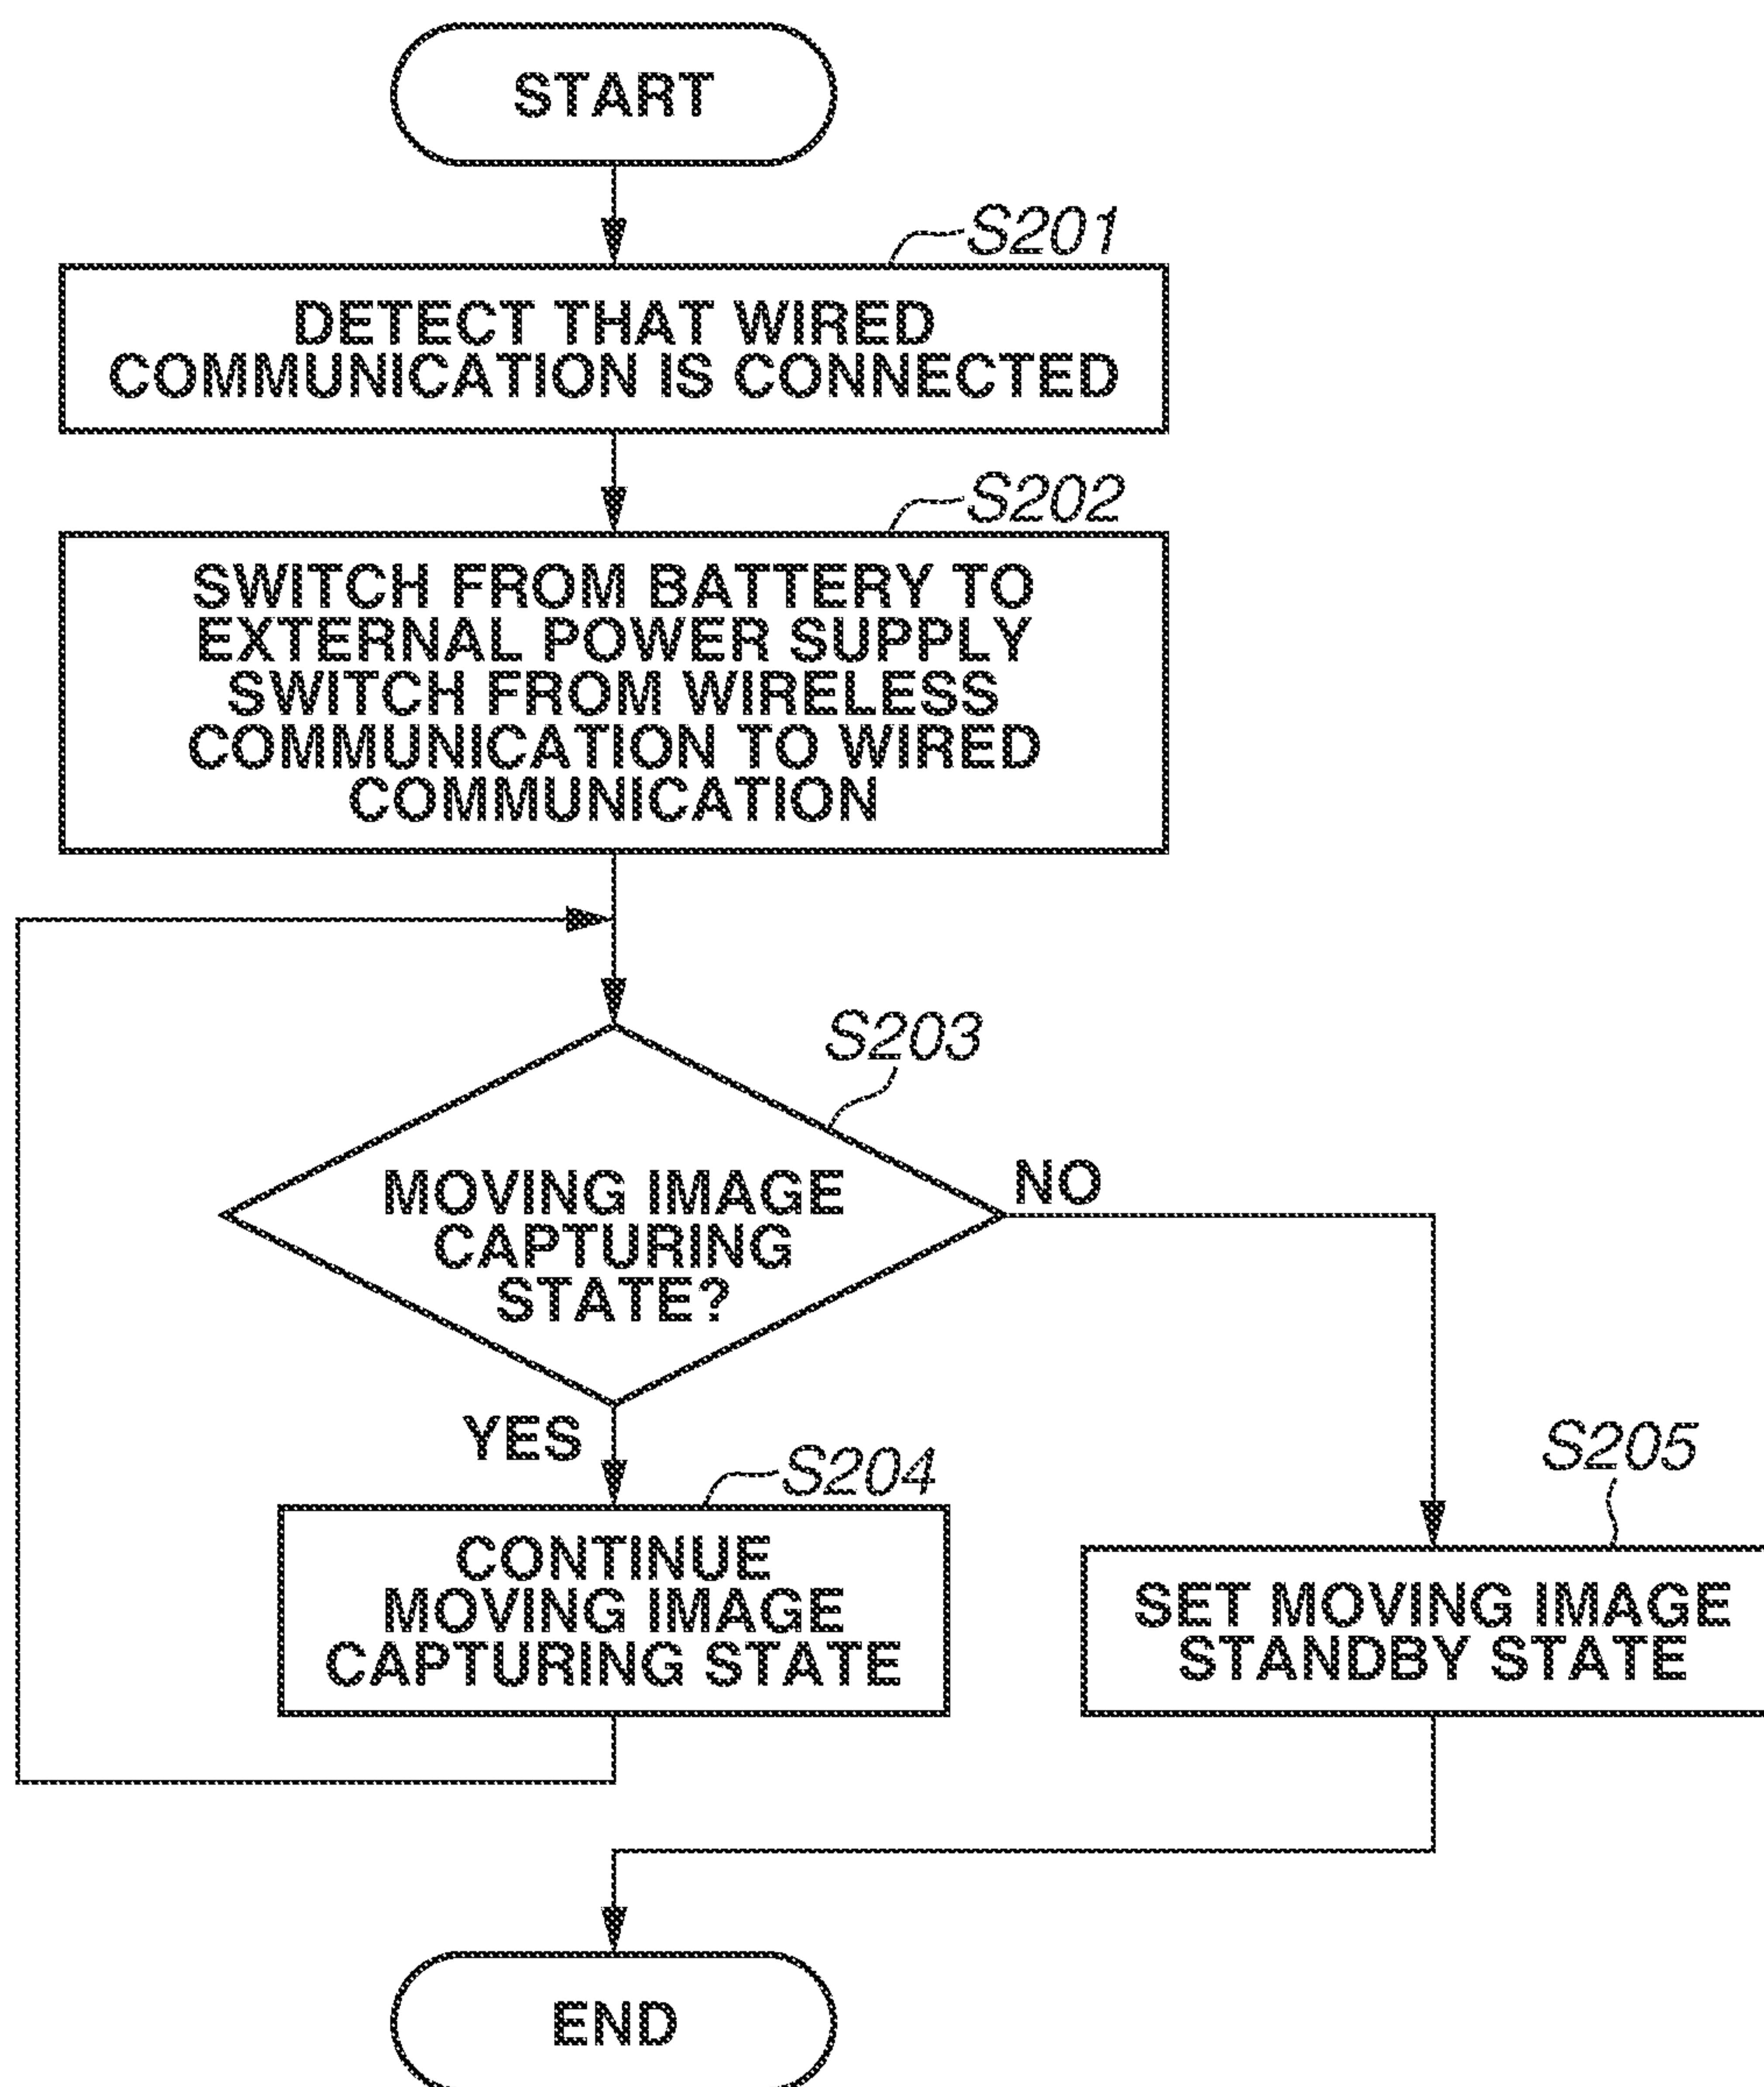 START
S201
DETECT THAT WIRED
COMMUNICATION IS CONNECTED
S202
SWITCH FROM BATTERY TO
EXTERNAL POWER SUPPLY
SWITCH FROM WIRELESS
COMMUNICATION TO WIRED
COMMUNICATION
S203
MOVING IMAGE
CAPTURING
STATE?
NO
YES
S204
CONTINUE
MOVING IMAGE
CAPTURING STATE
S205
SET MOVING IMAGE
STANDBY STATE
END